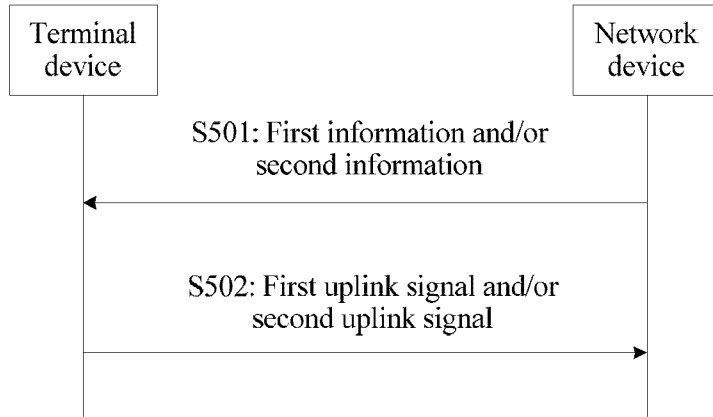 Terminal
device
Network
device
S501: First information and/or
second information
S502: First uplink signal and/or
second uplink signal